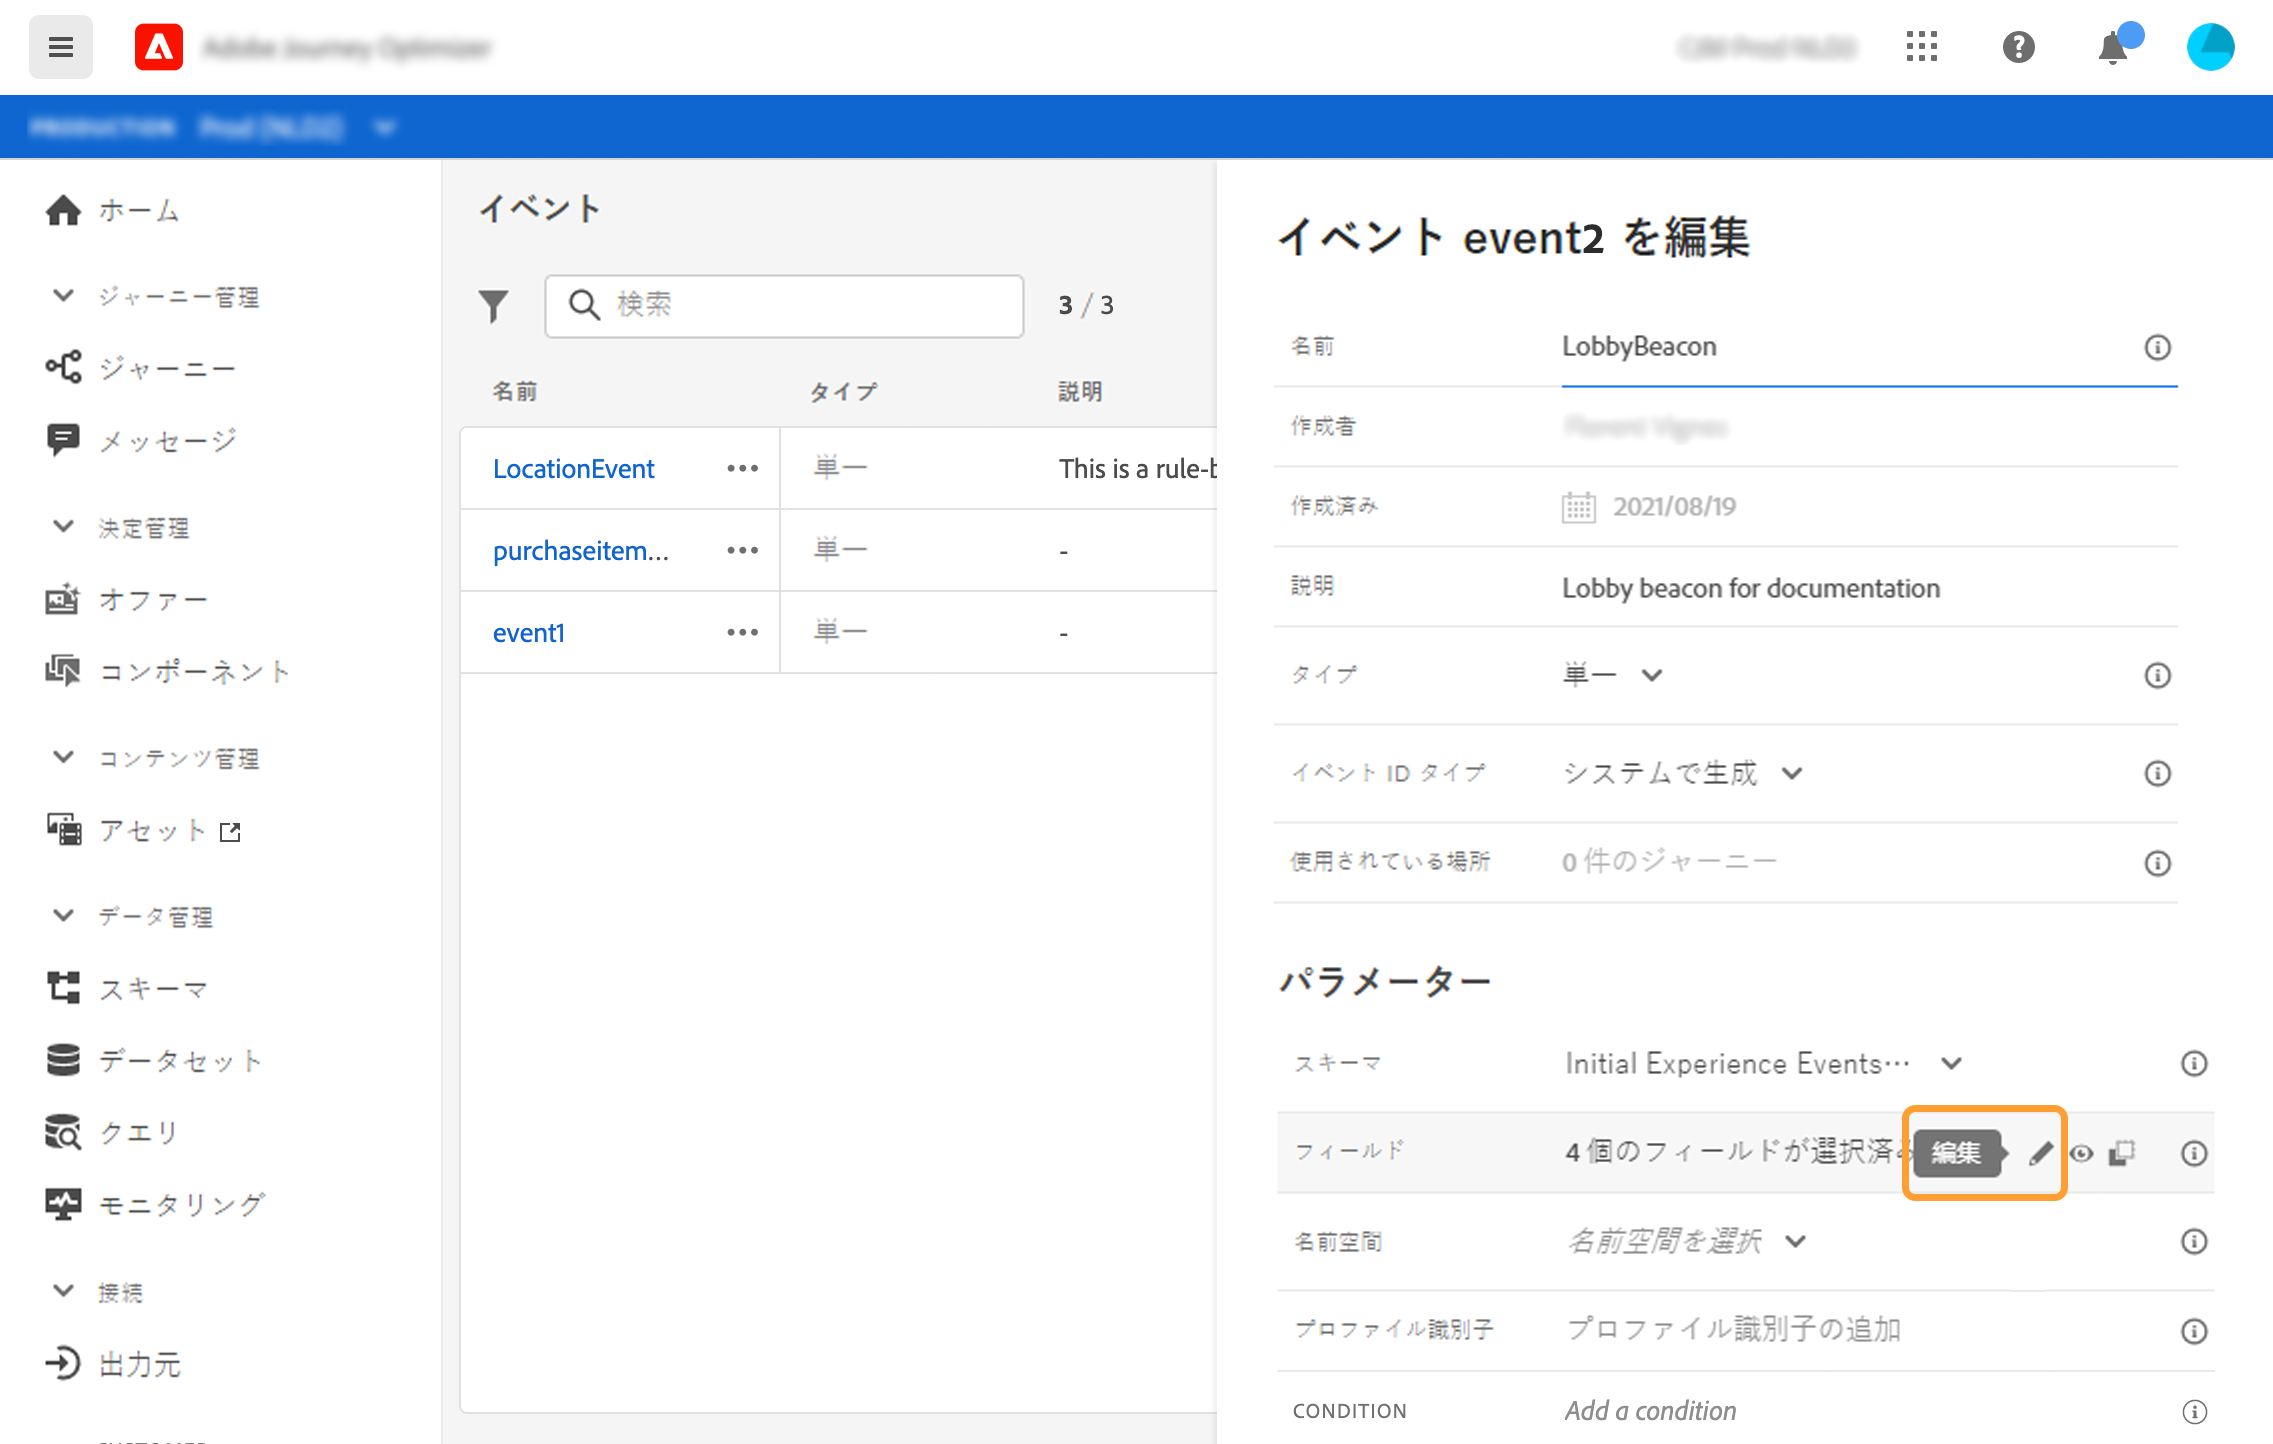 ホーム
ジャーニー管理
ジャーニー
メッセージ
決定管理
オファー
コンポーネント
コンテンツ管理
アセット
データ管理
スキーマ
データセット
クエリ
モニタリング
接続
出力元
イベント
検索
3 / 3
名前 タイプ 説明
LocationEvent ••• 単一 This is a rule-b
purchaseitem... ••• 単一 -
event1 ••• 単一 -
イベント event2 を編集
名前 LobbyBeacon
作成者
作成済み 2021/08/19
説明 Lobby beacon for documentation
タイプ 単一
イベント ID タイプ システムで生成
使用されている場所 0 件のジャーニー
パラメーター
スキーマ Initial Experience Events…
フィールド 4 個のフィールドが選択済み 編集
名前空間 名前空間を選択
プロファイル識別子 プロファイル識別子の追加
CONDITION Add a condition